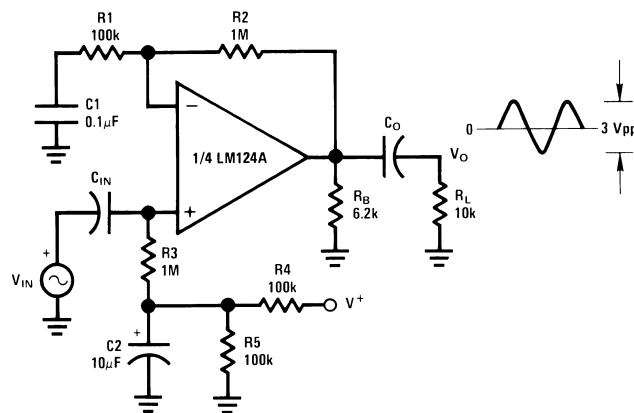 R1
100k
R2
1M
C1
0.1μF
−
1/4 LM124A
+
CIN
+
VIN
R3
1M
CO
VO
RB
6.2k
RL
10k
0
3 Vpp
R4
100k
V+
+
C2
10μF
R5
100k